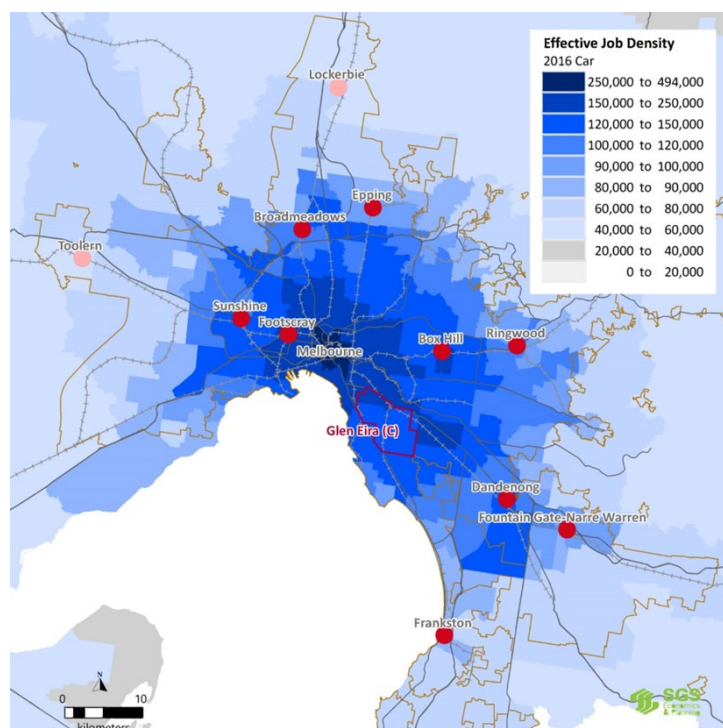 Effective Job Density
2016 Car
250,000 to 494,000
150,000 to 250,000
120,000 to 150,000
100,000 to 120,000
90,000 to 100,000
80,000 to 90,000
60,000 to 80,000
40,000 to 60,000
20,000 to 40,000
0 to 20,000
Lockerbie
Epping
Broadmeadows
Toolern
Sunshine
Footscray
Melbourne
Box Hill
Ringwood
Glen Eira (C)
Dandenong
Fountain Gate-Narre Warren
Frankston
N
0 10
kilometers
SGS
Economics
& Planning